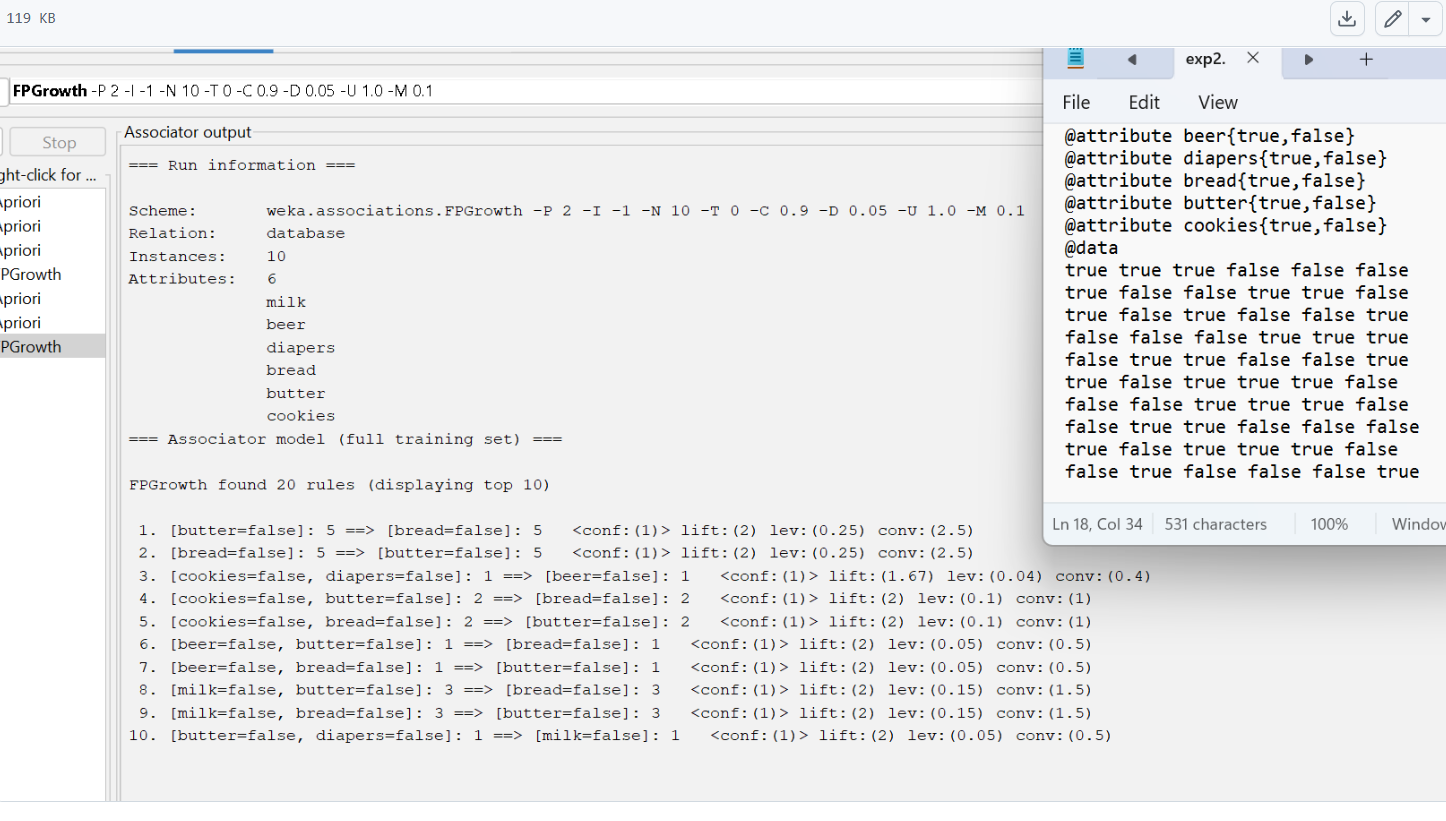 119 KB
FPGrowth -P 2 -I -1 -N 10 -T 0 -C 0.9 -D 0.05 -U 1.0 -M 0.1
Stop
Associator output
ght-click for ...
Apriori
Apriori
Apriori
PGrowth
Apriori
Apriori
PGrowth
=== Run information ===
Scheme: weka.associations.FPGrowth -P 2 -I -1 -N 10 -T 0 -C 0.9 -D 0.05 -U 1.0 -M 0.1
Relation: database
Instances: 10
Attributes: 6
milk
beer
diapers
bread
butter
cookies
=== Associator model (full training set) ===
FPGrowth found 20 rules (displaying top 10)
1. [butter=false]: 5 ==> [bread=false]: 5 <conf:(1)> lift:(2) lev:(0.25) conv:(2.5)
2. [bread=false]: 5 ==> [butter=false]: 5 <conf:(1)> lift:(2) lev:(0.25) conv:(2.5)
3. [cookies=false, diapers=false]: 1 ==> [beer=false]: 1 <conf:(1)> lift:(1.67) lev:(0.04) conv:(0.4)
4. [cookies=false, butter=false]: 2 ==> [bread=false]: 2 <conf:(1)> lift:(2) lev:(0.1) conv:(1)
5. [cookies=false, bread=false]: 2 ==> [butter=false]: 2 <conf:(1)> lift:(2) lev:(0.1) conv:(1)
6. [beer=false, butter=false]: 1 ==> [bread=false]: 1 <conf:(1)> lift:(2) lev:(0.05) conv:(0.5)
7. [beer=false, bread=false]: 1 ==> [butter=false]: 1 <conf:(1)> lift:(2) lev:(0.05) conv:(0.5)
8. [milk=false, butter=false]: 3 ==> [bread=false]: 3 <conf:(1)> lift:(2) lev:(0.15) conv:(1.5)
9. [milk=false, bread=false]: 3 ==> [butter=false]: 3 <conf:(1)> lift:(2) lev:(0.15) conv:(1.5)
10. [butter=false, diapers=false]: 1 ==> [milk=false]: 1 <conf:(1)> lift:(2) lev:(0.05) conv:(0.5)
exp2.
File Edit View
@attribute beer{true,false}
@attribute diapers{true,false}
@attribute bread{true,false}
@attribute butter{true,false}
@attribute cookies{true,false}
@data
true true true false false false
true false false true true false
true false true false false true
false false false true true true
false true true false false true
true false true true true false
false false true true true false
false true true false false false
true false true true true false
false true false false false true
Ln 18, Col 34 531 characters 100% Window